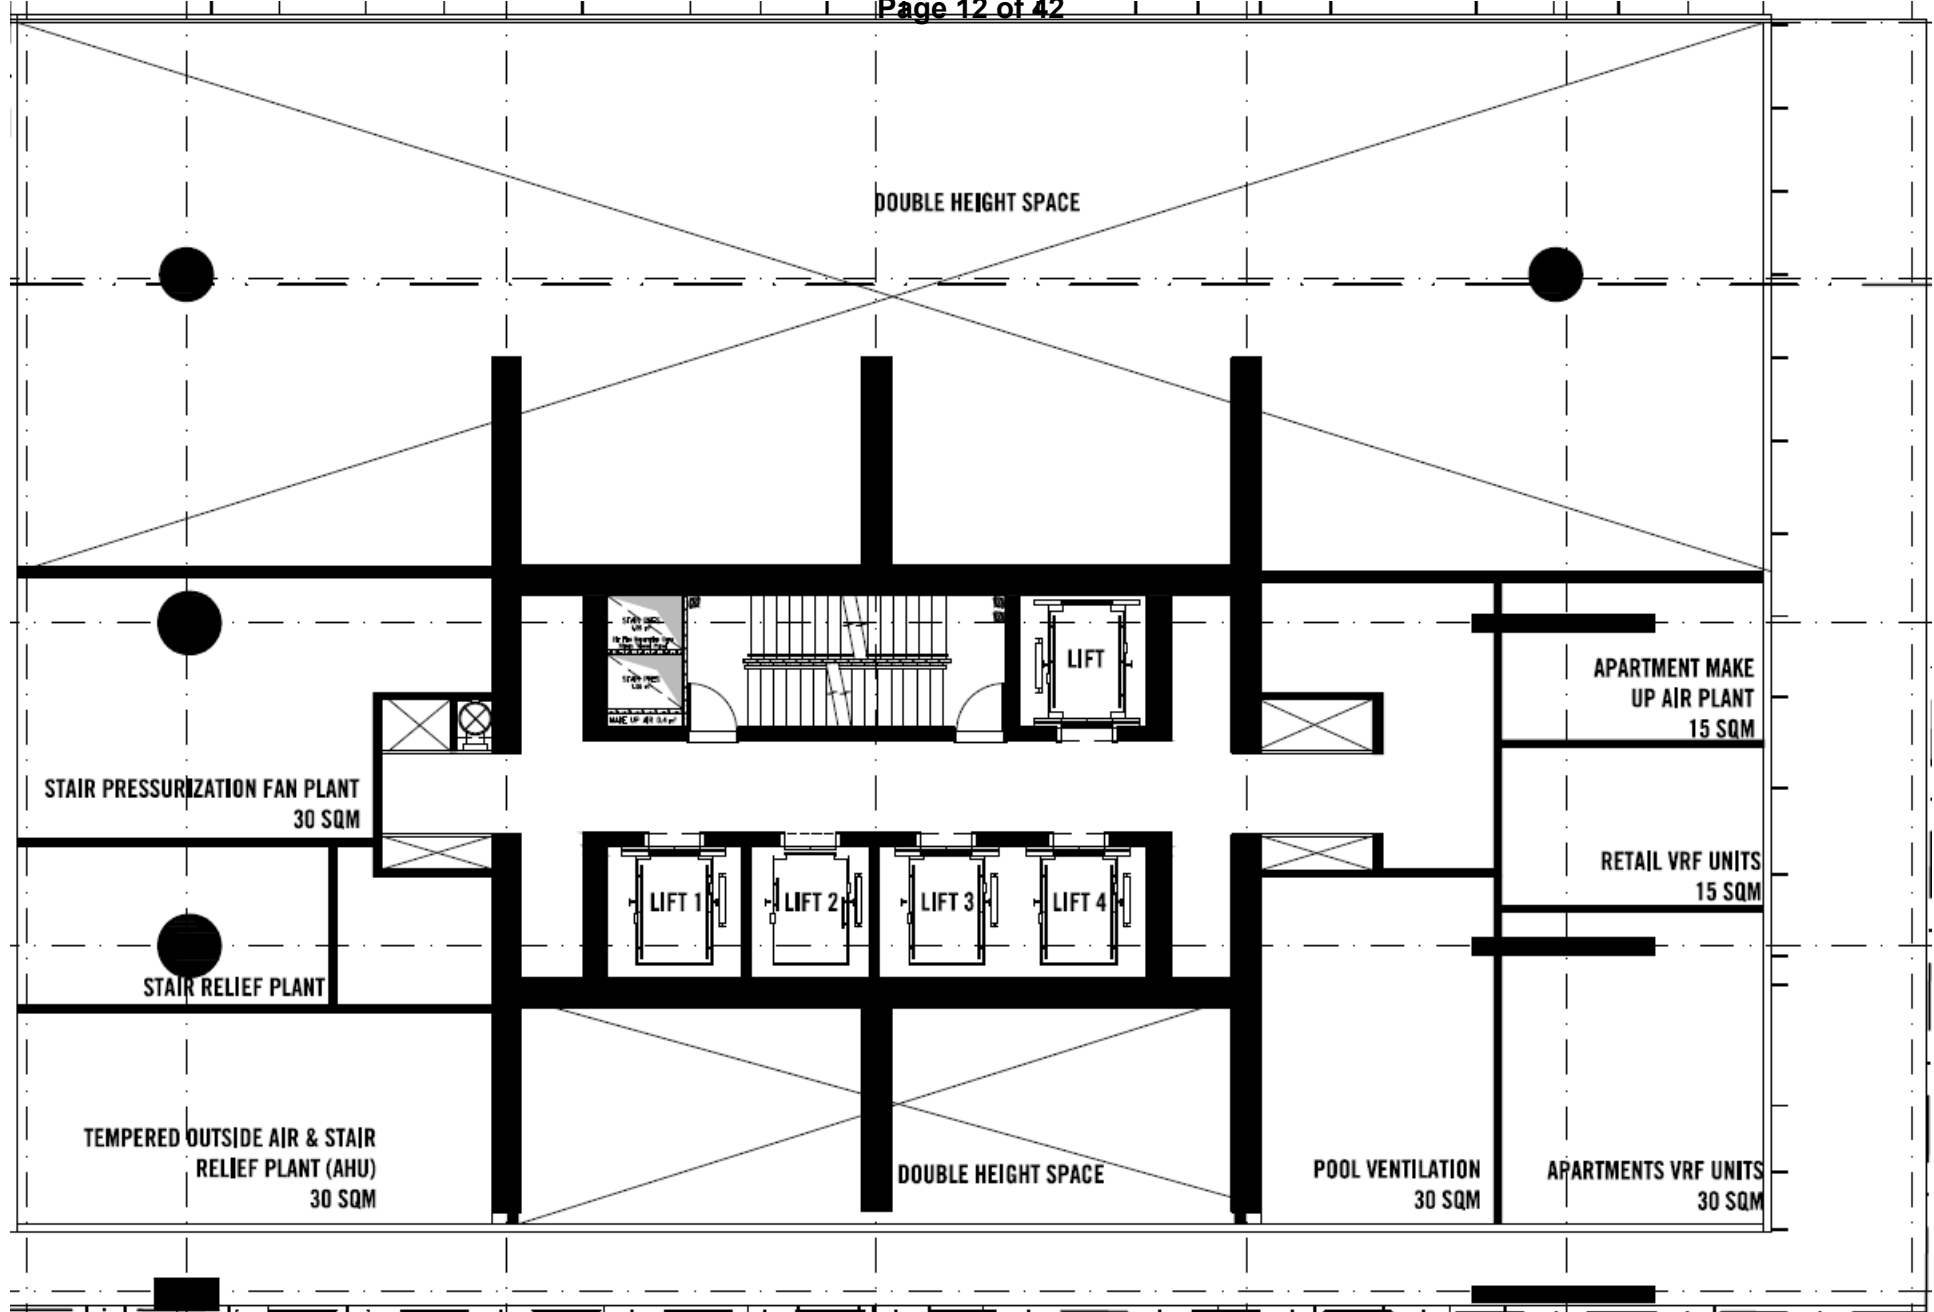 Page 12 of 42
DOUBLE HEIGHT SPACE
LIFT
MAKE UP AIR
APARTMENT MAKE
UP AIR PLANT
15 SQM
STAIR PRESSURIZATION FAN PLANT
30 SQM
RETAIL VRF UNITS
15 SQM
LIFT 1
LIFT 2
LIFT 3
LIFT 4
STAIR RELIEF PLANT
TEMPERED OUTSIDE AIR & STAIR
RELIEF PLANT (AHU)
30 SQM
DOUBLE HEIGHT SPACE
POOL VENTILATION
30 SQM
APARTMENTS VRF UNITS
30 SQM